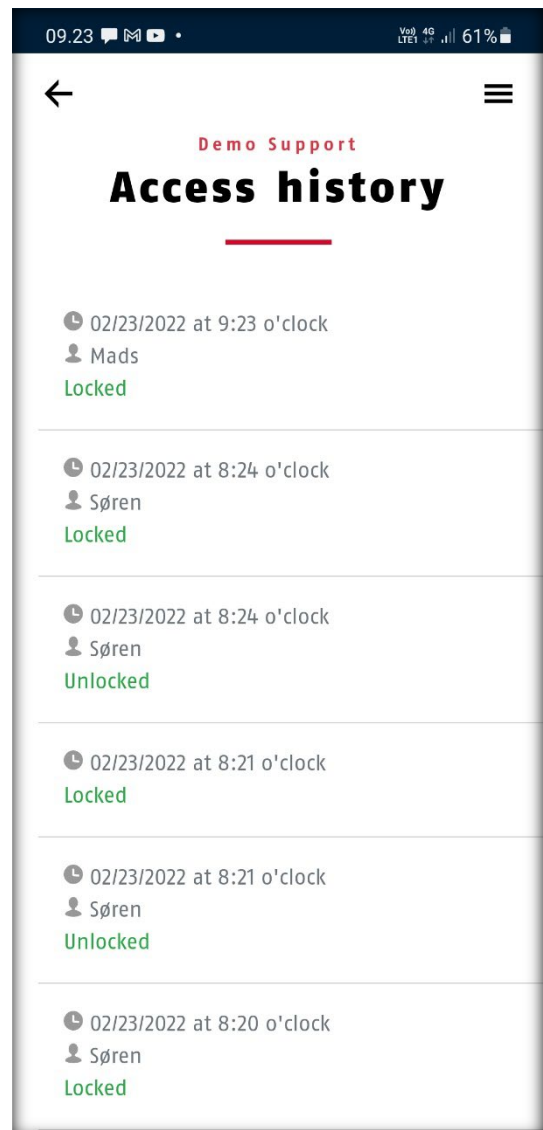 09.23
Vo)) 4G 61%
LTE1
Demo Support
Access history
02/23/2022 at 9:23 o'clock
Mads
Locked
02/23/2022 at 8:24 o'clock
Søren
Locked
02/23/2022 at 8:24 o'clock
Søren
Unlocked
02/23/2022 at 8:21 o'clock
Locked
02/23/2022 at 8:21 o'clock
Søren
Unlocked
02/23/2022 at 8:20 o'clock
Søren
Locked